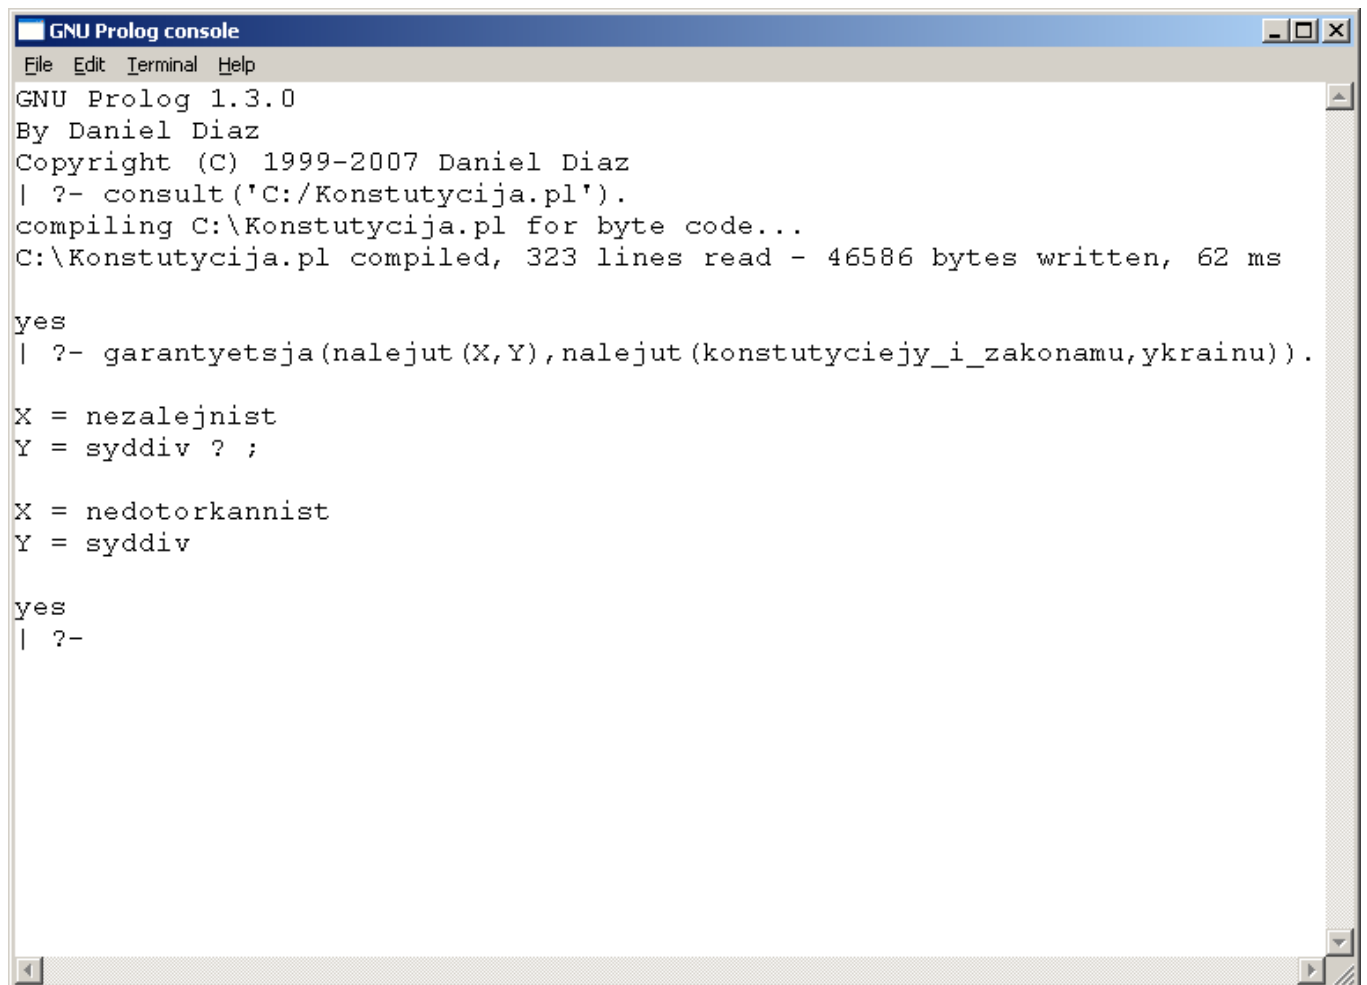 GNU Prolog console
File Edit Terminal Help
GNU Prolog 1.3.0
By Daniel Diaz
Copyright (C) 1999-2007 Daniel Diaz
| ?- consult('C:/Konstutycija.pl').
compiling C:\Konstutycija.pl for byte code...
C:\Konstutycija.pl compiled, 323 lines read - 46586 bytes written, 62 ms
yes
| ?- garantyetsja(nalejut(X,Y),nalejut(konstutyciejy_i_zakonamu,ykrainu)).
X = nezalejnist
Y = syddiv ? ;
X = nedotorkannist
Y = syddiv
yes
| ?-